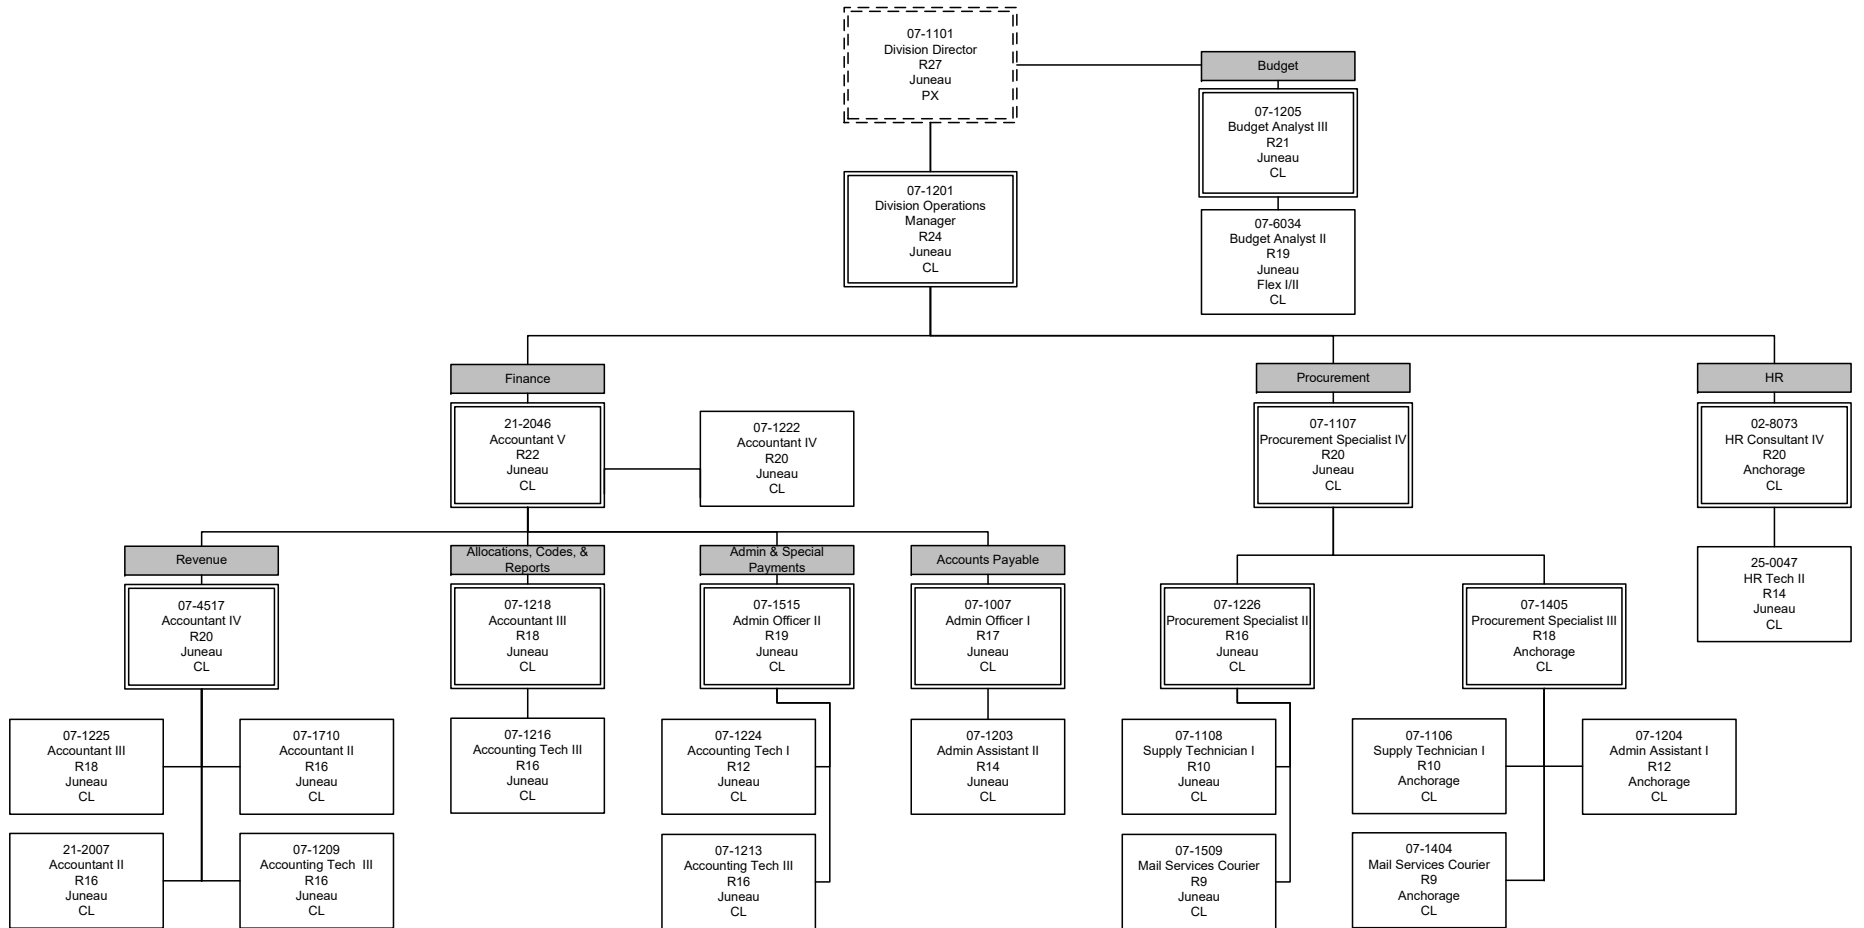 07-1101
Division Director
R27
Juneau
PX
Budget
07-1205
Budget Analyst III
R21
Juneau
CL
07-6034
Budget Analyst II
R19
Juneau
Flex I/II
CL
07-1201
Division Operations
Manager
R24
Juneau
CL
Finance
21-2046
Accountant V
R22
Juneau
CL
07-1222
Accountant IV
R20
Juneau
CL
Procurement
07-1107
Procurement Specialist IV
R20
Juneau
CL
HR
02-8073
HR Consultant IV
R20
Anchorage
CL
25-0047
HR Tech II
R14
Juneau
CL
Revenue
07-4517
Accountant IV
R20
Juneau
CL
Allocations, Codes, &
Reports
07-1218
Accountant III
R18
Juneau
CL
Admin & Special
Payments
07-1515
Admin Officer II
R19
Juneau
CL
Accounts Payable
07-1007
Admin Officer I
R17
Juneau
CL
07-1226
Procurement Specialist II
R16
Juneau
CL
07-1405
Procurement Specialist III
R18
Anchorage
CL
07-1225
Accountant III
R18
Juneau
CL
07-1710
Accountant II
R16
Juneau
CL
07-1216
Accounting Tech III
R16
Juneau
CL
07-1224
Accounting Tech I
R12
Juneau
CL
07-1203
Admin Assistant II
R14
Juneau
CL
07-1108
Supply Technician I
R10
Juneau
CL
07-1106
Supply Technician I
R10
Anchorage
CL
07-1204
Admin Assistant I
R12
Anchorage
CL
21-2007
Accountant II
R16
Juneau
CL
07-1209
Accounting Tech III
R16
Juneau
CL
07-1213
Accounting Tech III
R16
Juneau
CL
07-1509
Mail Services Courier
R9
Juneau
CL
07-1404
Mail Services Courier
R9
Anchorage
CL